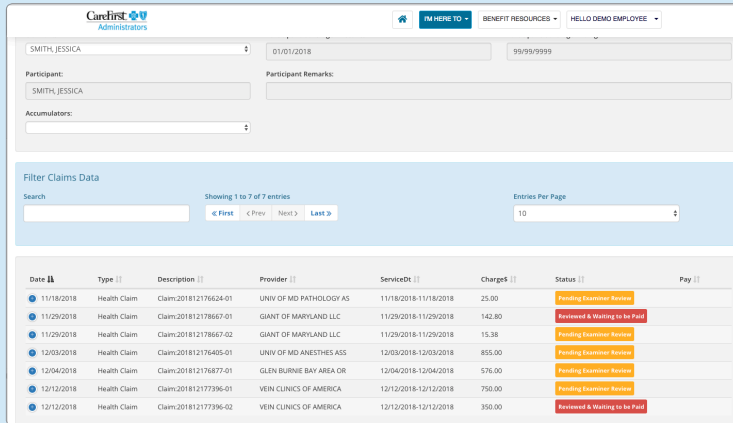 CareFirst
Administrators
I'M HERE TO
BENEFIT RESOURCES
HELLO DEMO EMPLOYEE
SMITH, JESSICA
01/01/2018
99/99/9999
Participant:
Participant Remarks:
SMITH, JESSICA
Accumulators:
Filter Claims Data
Search
Showing 1 to 7 of 7 entries
Entries Per Page
« First < Prev Next > Last »
10
Date Type Description Provider ServiceDt Charge$ Status Pay
11/18/2018 Health Claim Claim:201812176624-01 UNIV OF MD PATHOLOGY AS 11/18/2018-11/18/2018 25.00 Pending Examiner Review
11/29/2018 Health Claim Claim:201812178667-01 GIANT OF MARYLAND LLC 11/29/2018-11/29/2018 142.80 Reviewed & Waiting to be Paid
11/29/2018 Health Claim Claim:201812178667-02 GIANT OF MARYLAND LLC 11/29/2018-11/29/2018 15.38 Pending Examiner Review
12/03/2018 Health Claim Claim:201812176405-01 UNIV OF MD ANESTHES ASS 12/03/2018-12/03/2018 855.00 Pending Examiner Review
12/04/2018 Health Claim Claim:201812176877-01 GLEN BURNIE BAY AREA OR 12/04/2018-12/04/2018 576.00 Pending Examiner Review
12/12/2018 Health Claim Claim:201812177396-01 VEIN CLINICS OF AMERICA 12/12/2018-12/12/2018 750.00 Pending Examiner Review
12/12/2018 Health Claim Claim:201812177396-02 VEIN CLINICS OF AMERICA 12/12/2018-12/12/2018 350.00 Reviewed & Waiting to be Paid